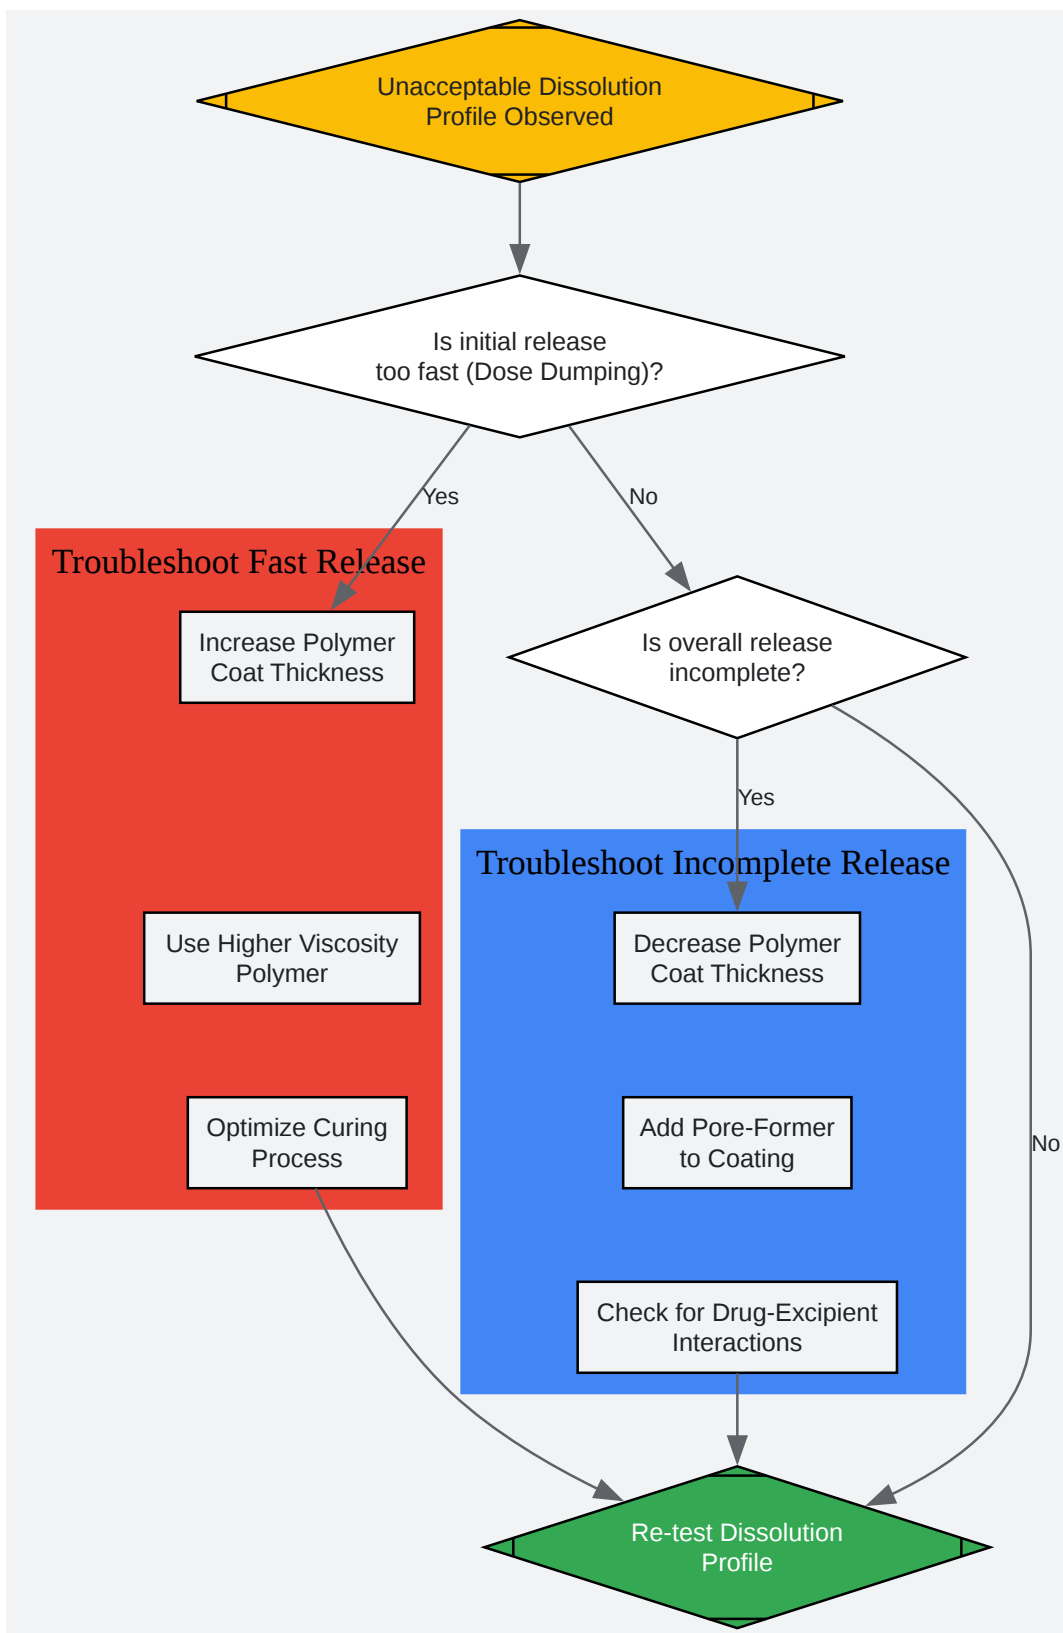 Unacceptable Dissolution
Profile Observed
Is initial release
too fast (Dose Dumping)?
Yes
No
Troubleshoot Fast Release
Increase Polymer
Coat Thickness
Is overall release
incomplete?
Yes
Troubleshoot Incomplete Release
Use Higher Viscosity
Polymer
Decrease Polymer
Coat Thickness
Optimize Curing
Process
Add Pore-Former
to Coating
No
Check for Drug-Excipient
Interactions
Re-test Dissolution
Profile